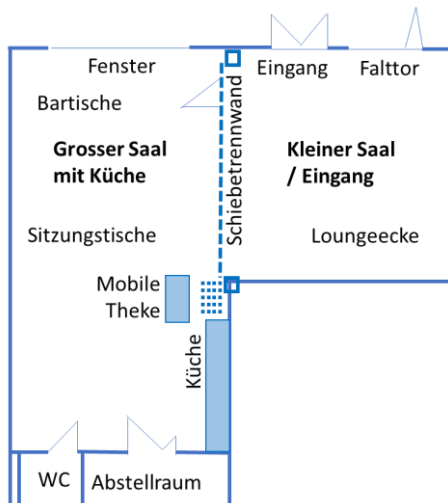 Fenster
Eingang
Falttor
Bartische
Schiebetrennwand
Grosser Saal
mit Küche
Kleiner Saal
/ Eingang
Sitzungstische
Loungeecke
Mobile
Theke
Küche
WC
Abstellraum